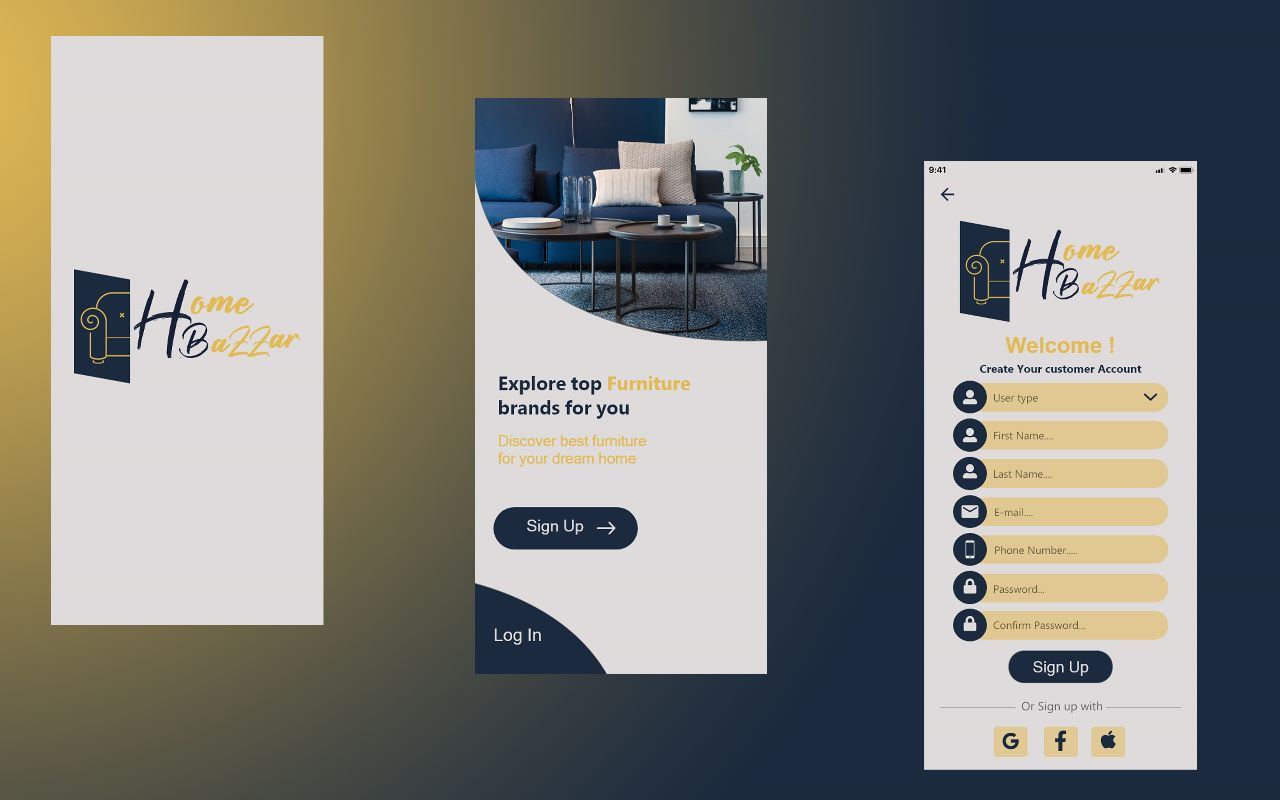 Home
BaZZar
Explore top Furniture
brands for you
Discover best furniture
for your dream home
Sign Up
Log In
9:41
Home
BaZZar
Welcome !
Create Your customer Account
User type
First Name....
Last Name....
E-mail....
Phone Number.....
Password...
Confirm Password...
Sign Up
Or Sign up with
G f